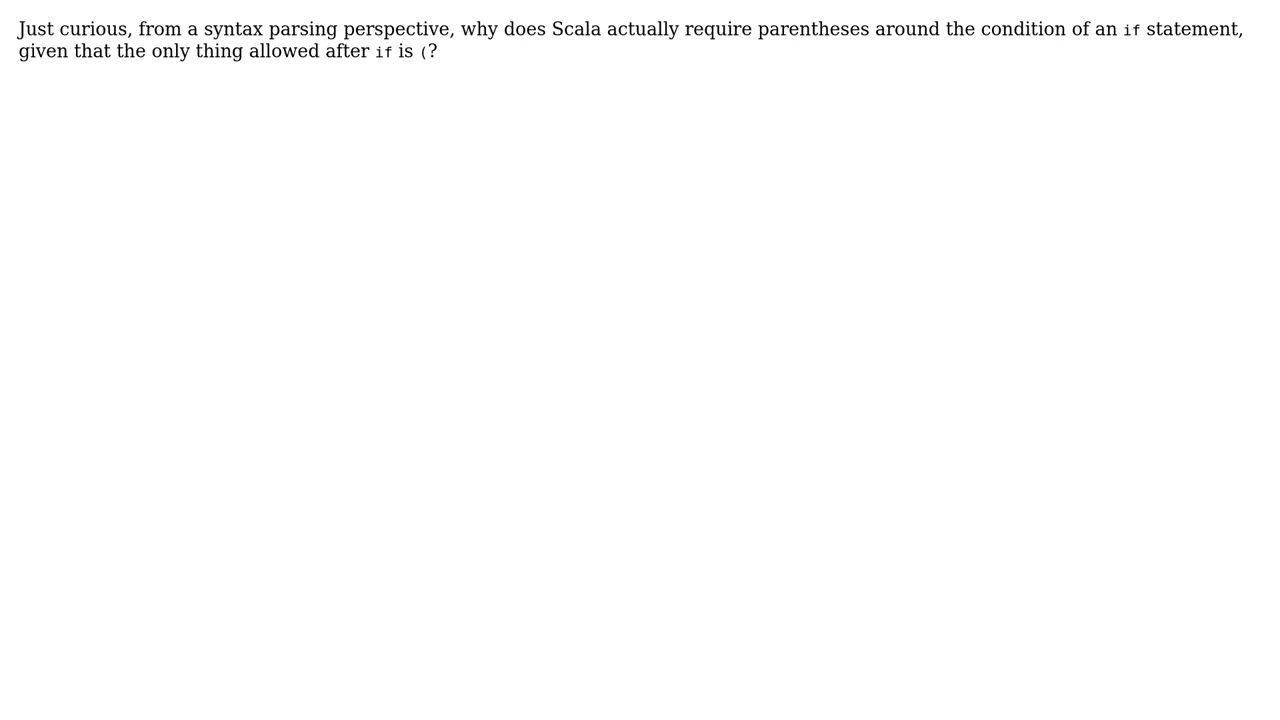 Just curious, from a syntax parsing perspective, why does Scala actually require parentheses around the condition of an if statement,
given that the only thing allowed after if is (?